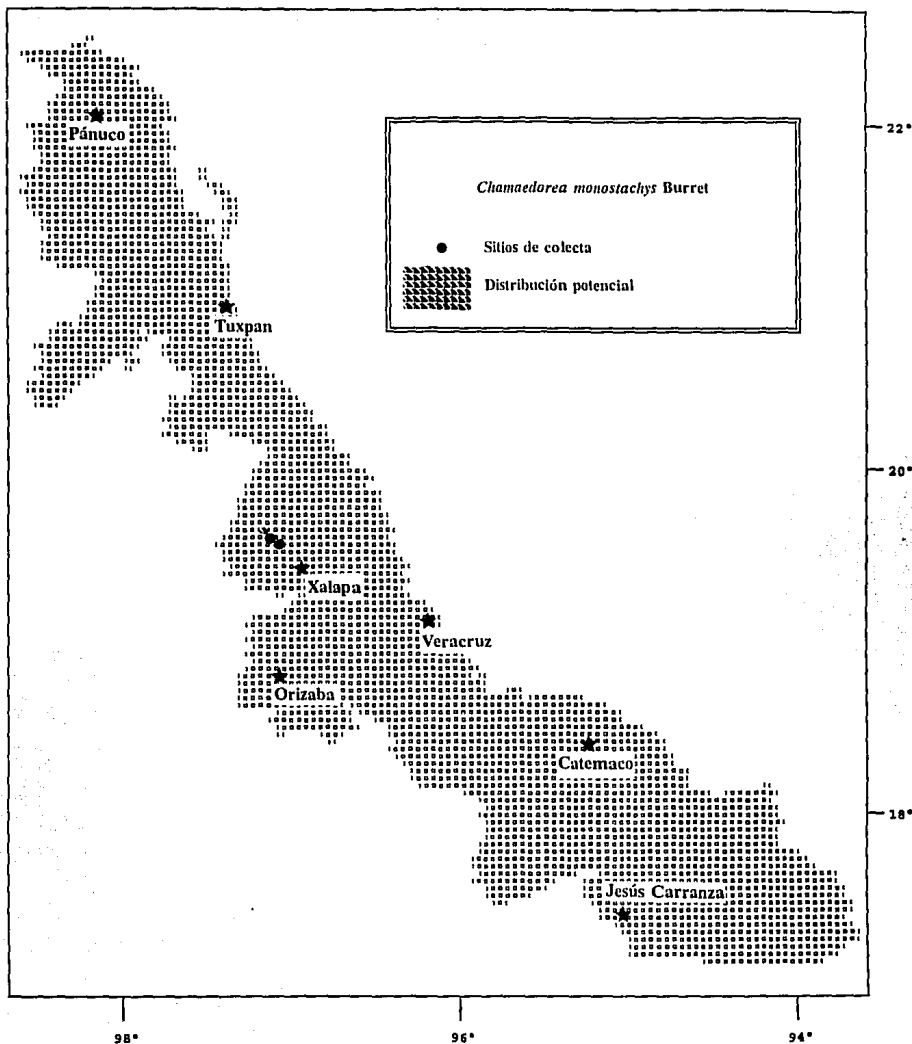 Pánuco
22°
Chamaedorea monostachys Burret
Sitios de colecta
Distribución potencial
Tuxpan
20°
Xalapa
Veracruz
Orizaba
Catemaco
18°
Jesús Carranza
98°
96°
94°